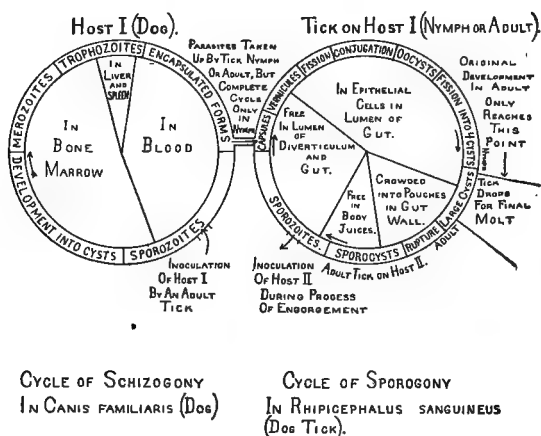 HOST I (DOG).
TICK ON HOST I (NYMPH OR ADULT).
MEROZOITES
TROPHOZOITES
ENCAPSULATED FORMS
IN
LIVER
AND
SPLEEN
IN
BONE
MARROW
IN
BLOOD
DEVELOPMENT INTO CYSTS
SPOROZOITES
PARASITES TAKEN
UP BY TICK NYMPH
OR ADULT, BUT
COMPLETE
CYCLE
ONLY
IN NYMPH
INOCULATION
OF HOST I
BY AN ADULT
TICK
CAPSULES
VERMICULES
FISSION
CONJUGATION
OOCYSTS
FISSION INTO 4 CISTS
NYMPH
LARGE CYSTS
ADULT
RUPTURE
SPOROCYSTS
SPOROZOITES.
IN EPITHELIAL
CELLS IN
LUMEN OF
GUT.
FREE
IN LUMEN
OF
DIVERTICULUM
AND
GUT.
FREE
IN BODY
JUICES.
CROWDED
INTO POUCHES
IN GUT
WALL.
ORIGINAL
DEVELOPMENT
IN ADULT
ONLY
REACHES
THIS
POINT
TICK
DROPS
FOR FINAL
MOLT
ADULT TICK ON HOST II.
INOCULATION
OF HOST II
DURING PROCESS
OF ENGORGEMENT
CYCLE OF SCHIZOGONY
IN CANIS FAMILIARIS (DOG)
CYCLE OF SPOROGONY
IN RHIPICEPHALUS SANGUINEUS
(DOG TICK).